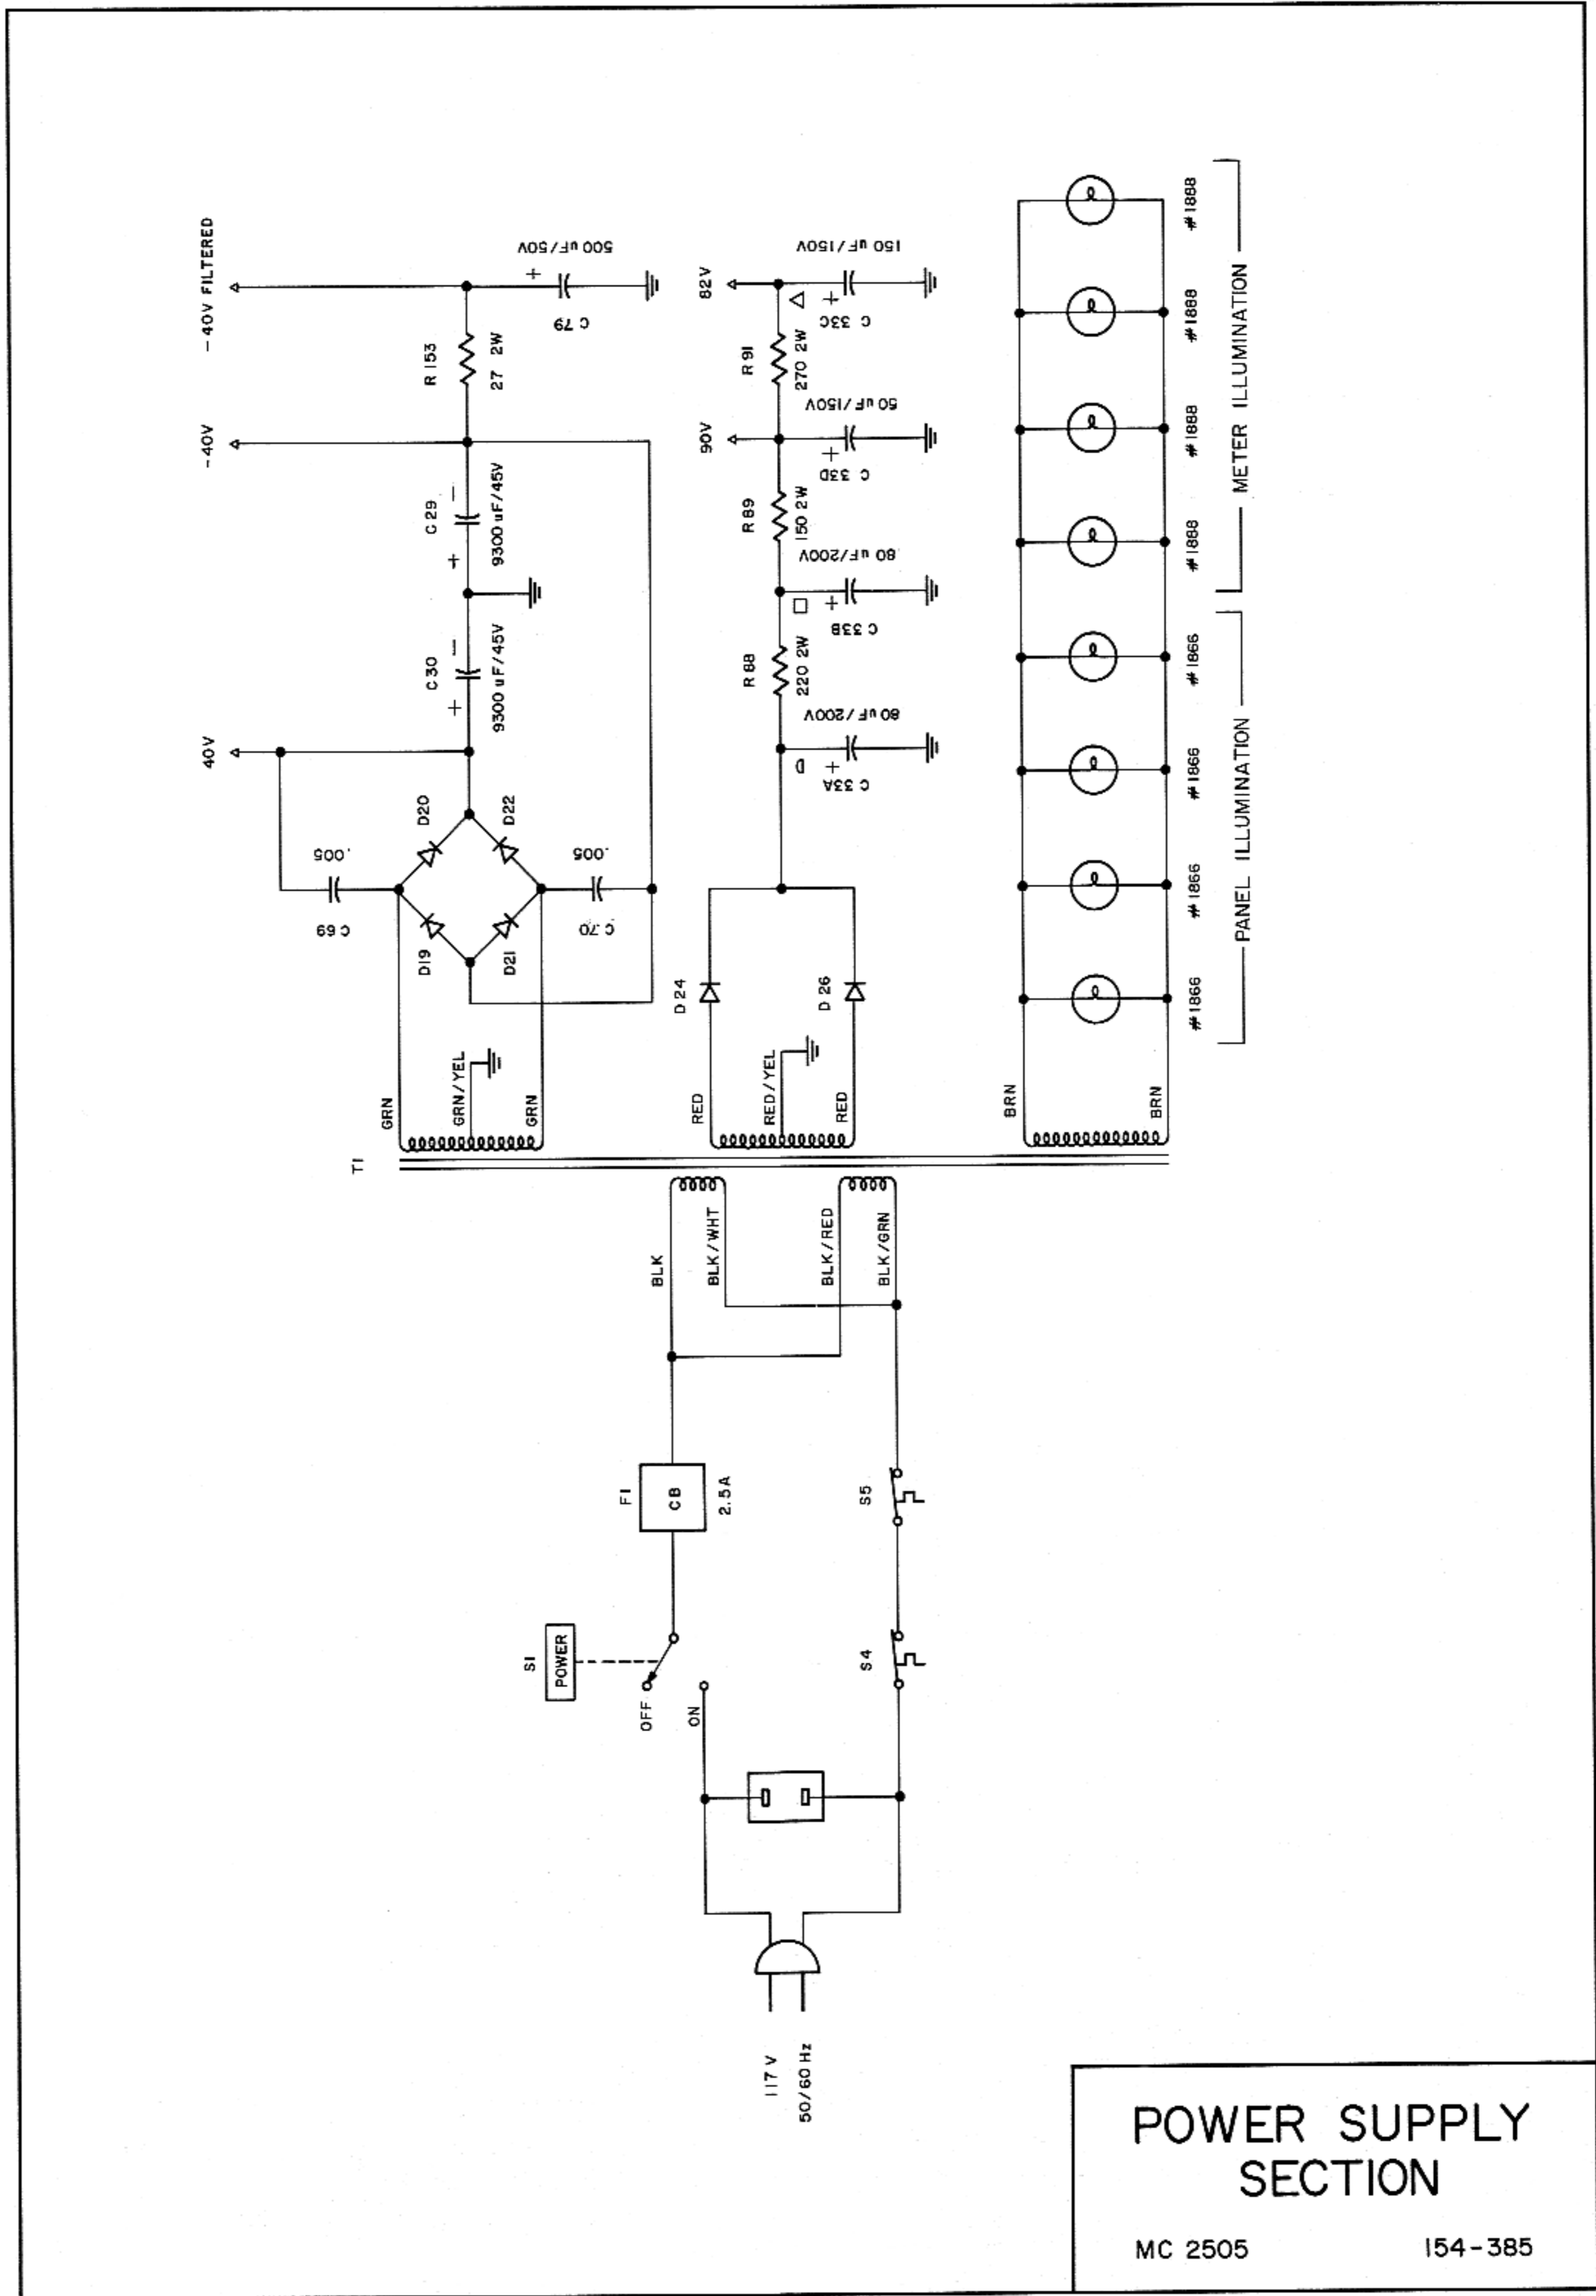 -40V FILTERED
-40V
40V
R 153
27 2W
500 uF/50V
C 79
C 29
+
−
9300 uF/45V
C 30
+
−
9300 uF/45V
D20
D22
D19
D21
.005
C 69
.005
C 70
GRN
GRN/YEL
GRN
82V
90V
R 91
270 2W
150 uF/150V
C 33C
R 89
150 2W
50 uF/150V
C 33D
R 88
220 2W
80 uF/200V
C 33B
80 uF/200V
C 33A
D
D 24
D 26
RED
RED/YEL
RED
#1888
#1888
#1888
#1888
METER ILLUMINATION
#1866
#1866
#1866
#1866
PANEL ILLUMINATION
BRN
BRN
T1
BLK
BLK/WHT
BLK/RED
BLK/GRN
F1
CB
2.5A
S1
POWER
OFF
ON
S5
S4
117 V
50/60 Hz
POWER SUPPLY
SECTION
MC 2505 154-385